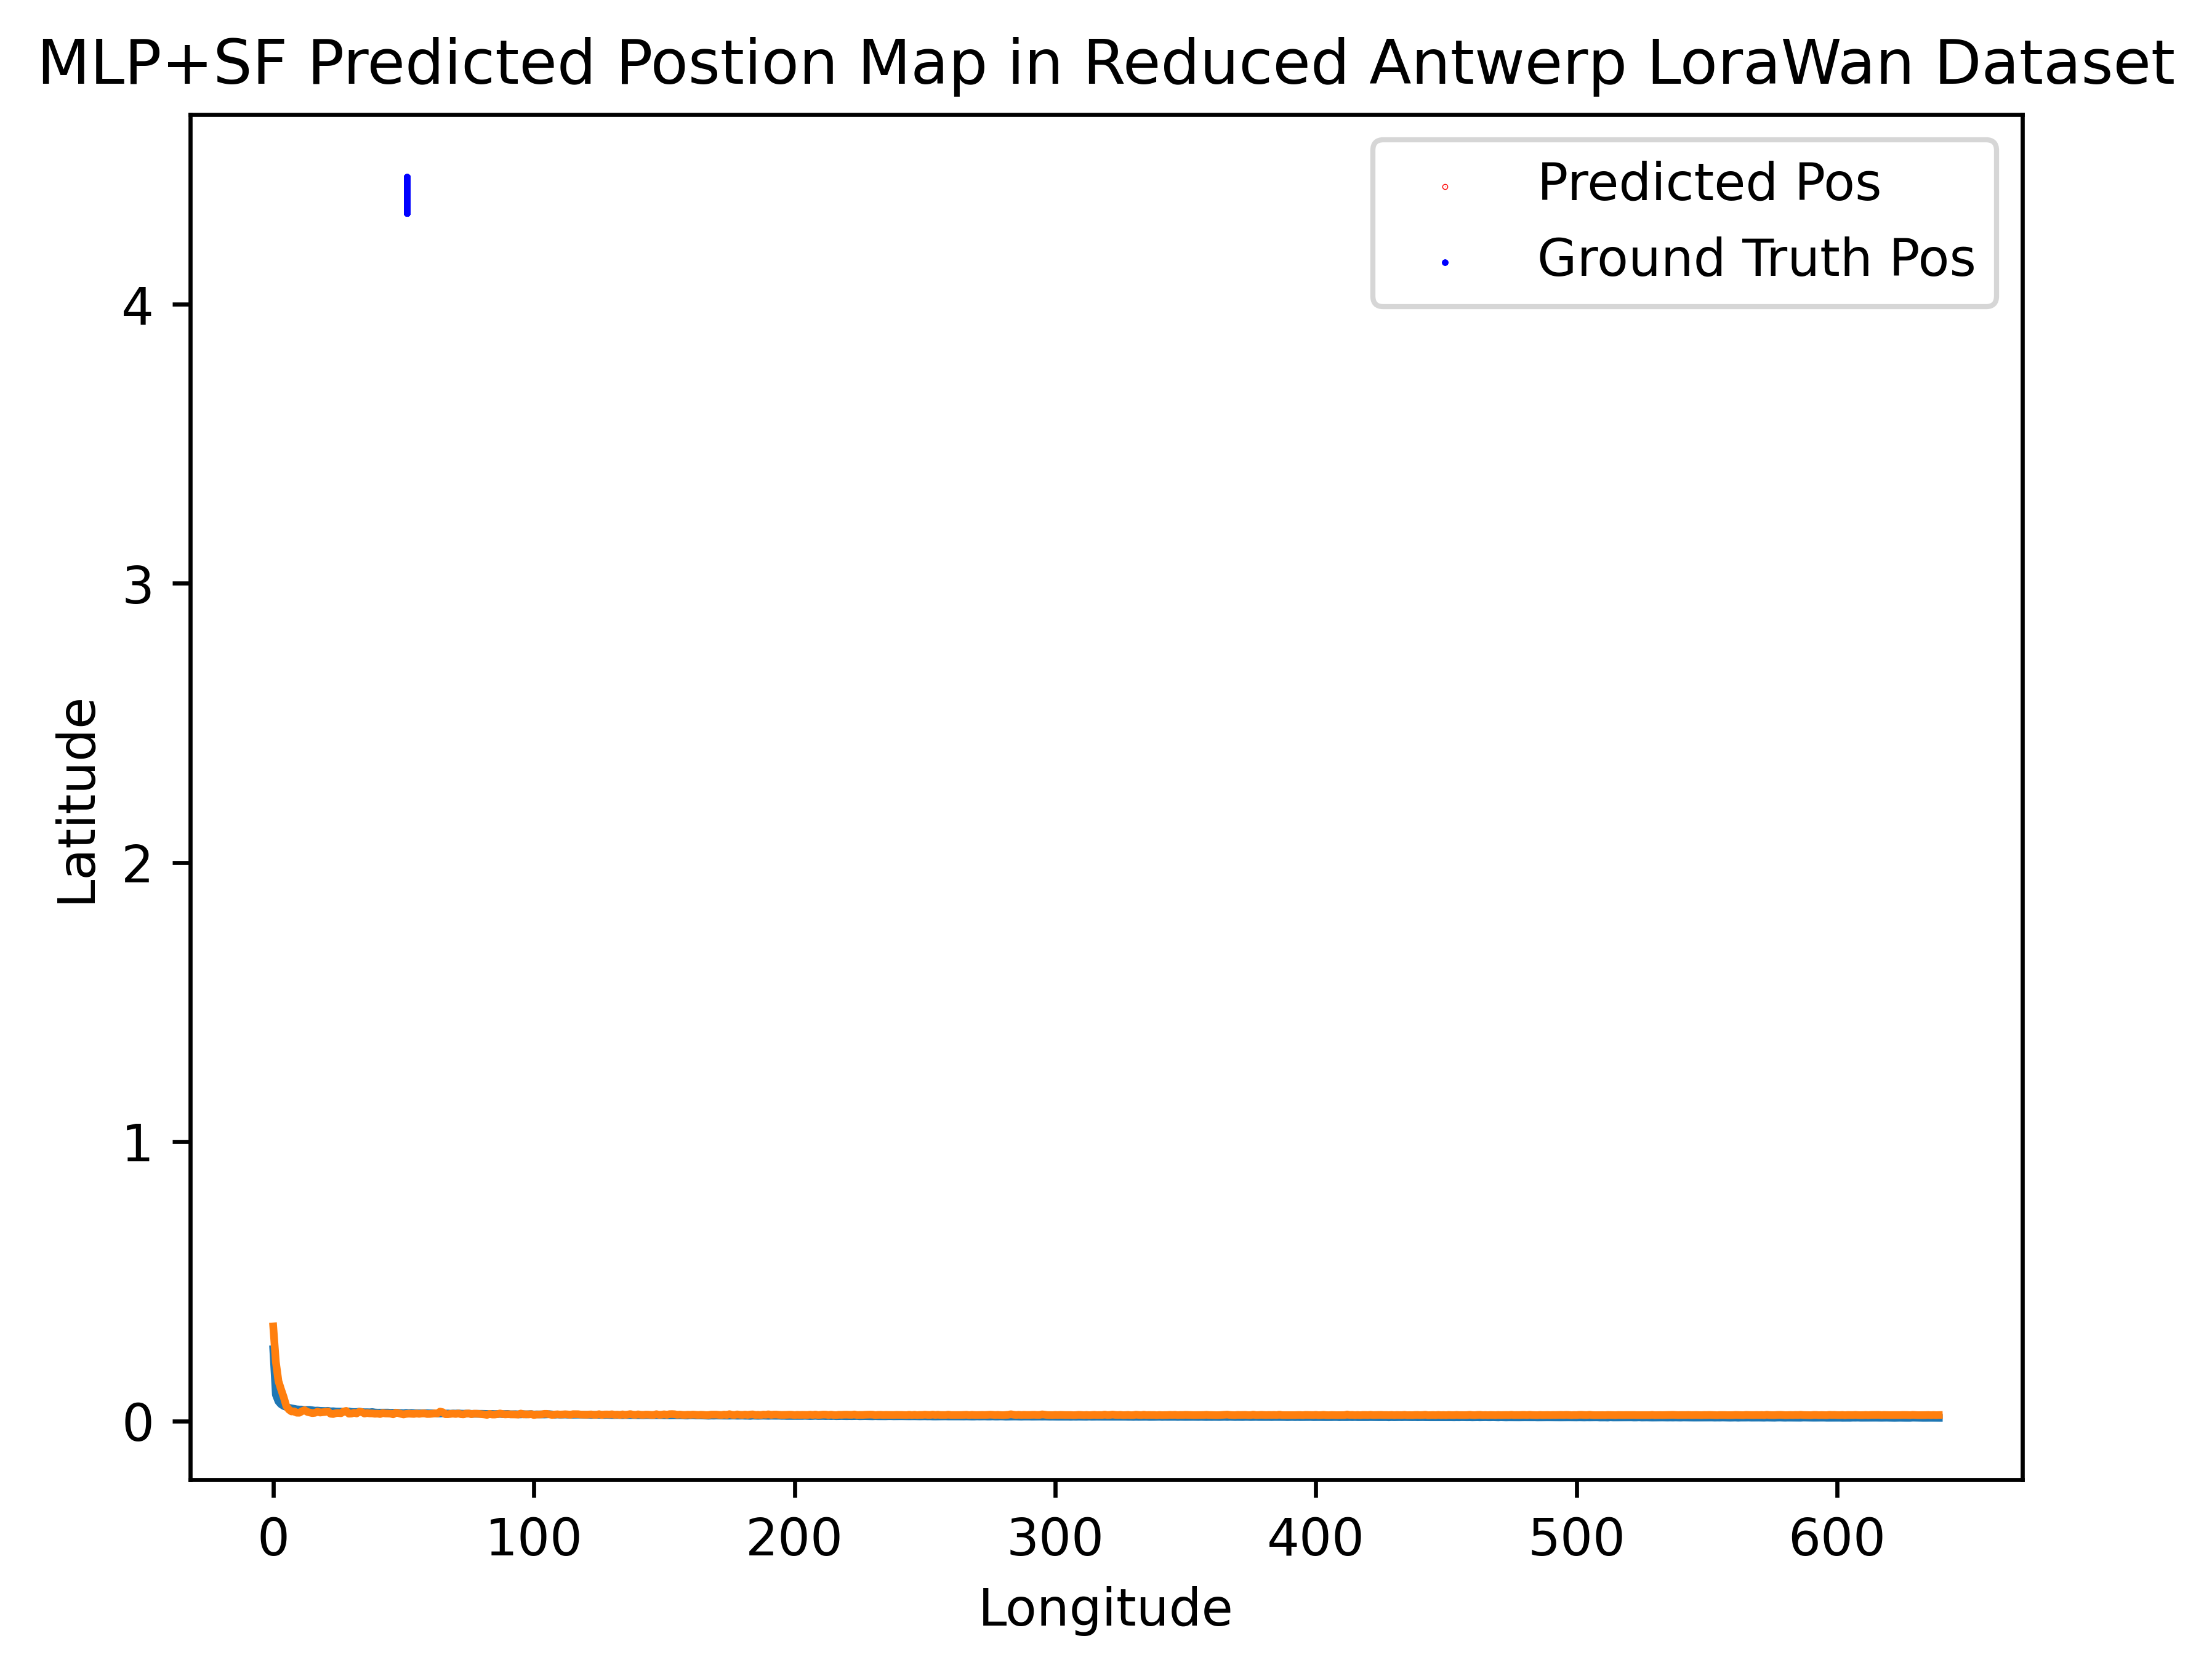 MLP+SF Predicted Postion Map in Reduced Antwerp LoraWan Dataset
Predicted Pos
Ground Truth Pos
4
3
2
1
0
Latitude
0 100 200 300 400 500 600
Longitude